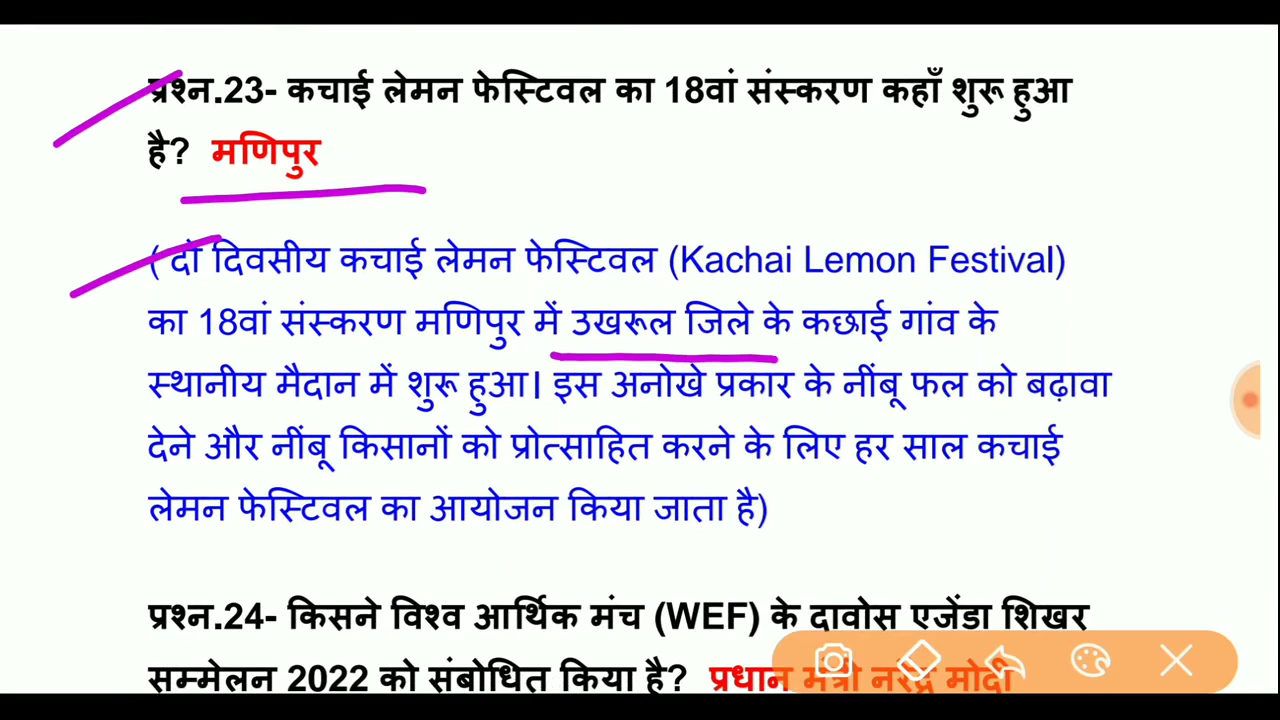 प्रश्न.23- कचाई लेमन फेस्टिवल का 18वां संस्करण कहाँ शुरू हुआ
है? मणिपुर
( दो दिवसीय कचाई लेमन फेस्टिवल (Kachai Lemon Festival)
का 18वां संस्करण मणिपुर में उखरूल जिले के कछाई गांव के
स्थानीय मैदान में शुरू हुआ। इस अनोखे प्रकार के नींबू फल को बढ़ावा
देने और नींबू किसानों को प्रोत्साहित करने के लिए हर साल कचाई
लेमन फेस्टिवल का आयोजन किया जाता है)
प्रश्न.24- किसने विश्व आर्थिक मंच (WEF) के दावोस एजेंडा शिखर
सम्मेलन 2022 को संबोधित किया है? प्रधान मंत्री नरेंद्र मोदी